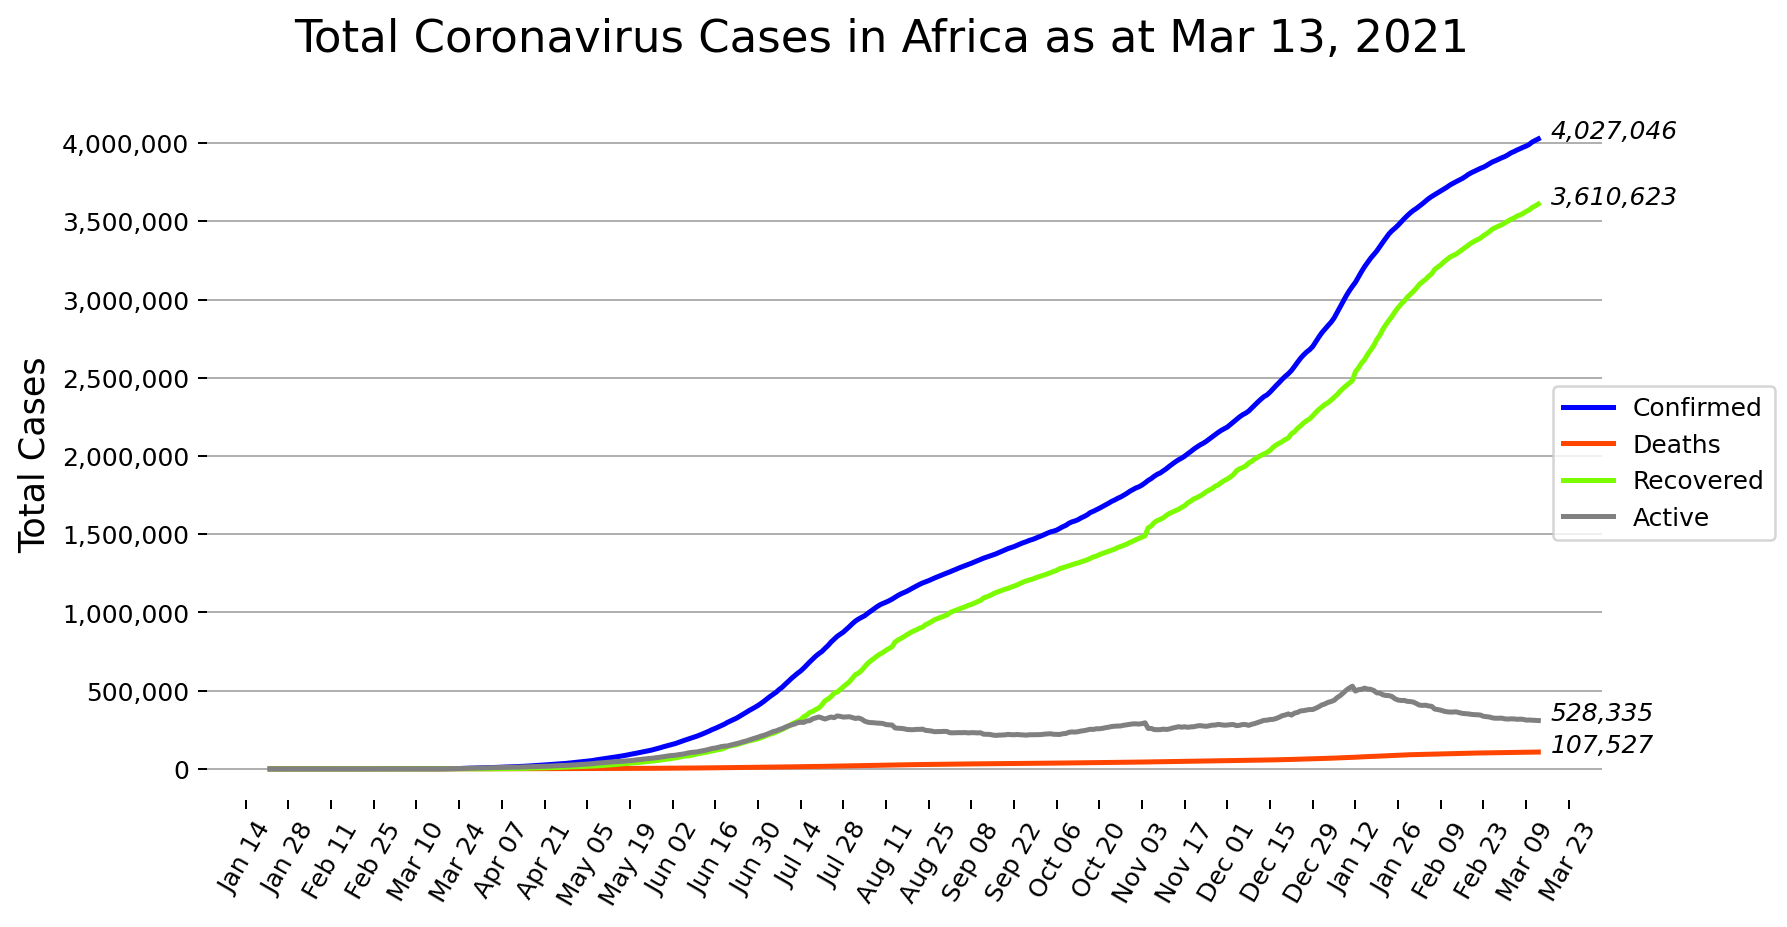 Total Coronavirus Cases in Africa as at Mar 13, 2021
Total Cases
4,000,000
3,500,000
3,000,000
2,500,000
2,000,000
1,500,000
1,000,000
500,000
0
4,027,046
3,610,623
528,335
107,527
Confirmed
Deaths
Recovered
Active
Jan 14
Jan 28
Feb 11
Feb 25
Mar 10
Mar 24
Apr 07
Apr 21
May 05
May 19
Jun 02
Jun 16
Jun 30
Jul 14
Jul 28
Aug 11
Aug 25
Sep 08
Sep 22
Oct 06
Oct 20
Nov 03
Nov 17
Dec 01
Dec 15
Dec 29
Jan 12
Jan 26
Feb 09
Feb 23
Mar 09
Mar 23